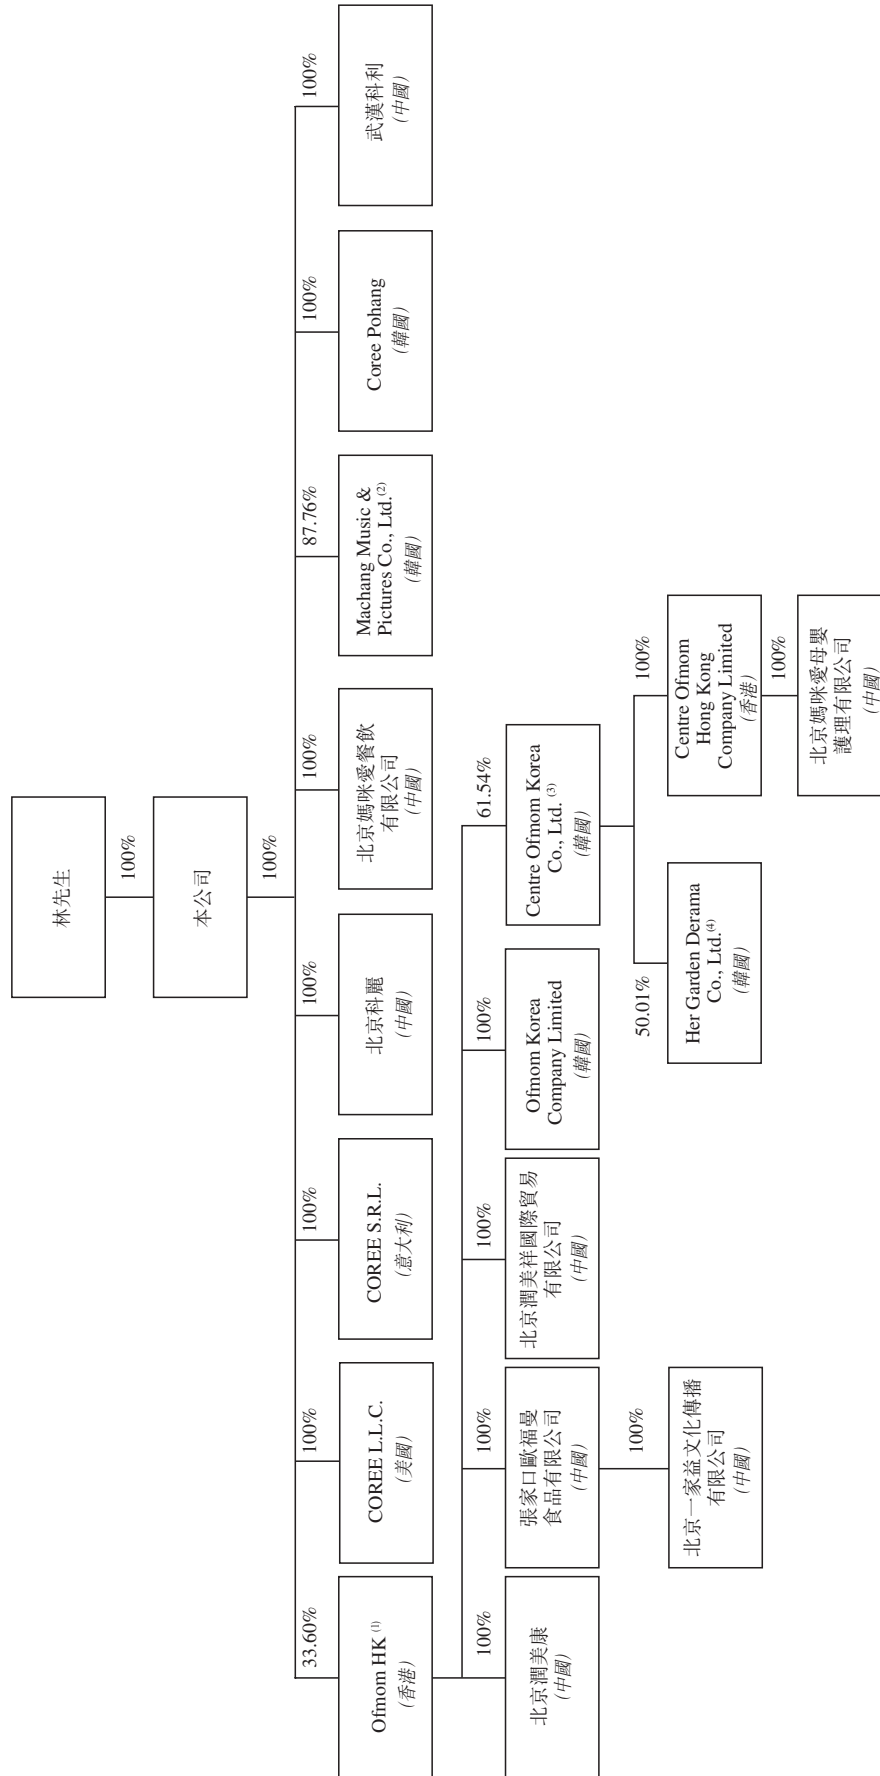 林先生
100%
本公司
100%
33.60%
100%
100%
100%
100%
87.76%
100%
100%
Ofmom HK (1)
(香港)
COREE L.L.C.
(美國)
COREE S.R.L.
(意大利)
北京科麗
(中國)
北京媽咪愛餐飲
有限公司
(中國)
Machang Music &
Pictures Co., Ltd.(2)
(韓國)
Coree Pohang
(韓國)
武漢科利
(中國)
100%
100%
100%
100%
61.54%
北京潤美康
(中國)
張家口歐福曼
食品有限公司
(中國)
北京潤美祥國際貿易
有限公司
(中國)
Ofmom Korea
Company Limited
(韓國)
Centre Ofmom Korea
Co., Ltd. (3)
(韓國)
100%
50.01%
100%
北京一家益文化傳播
有限公司
(中國)
Her Garden Derama
Co., Ltd.(4)
(韓國)
Centre Ofmom
Hong Kong
Company Limited
(香港)
100%
北京媽咪愛母嬰
護理有限公司
(中國)